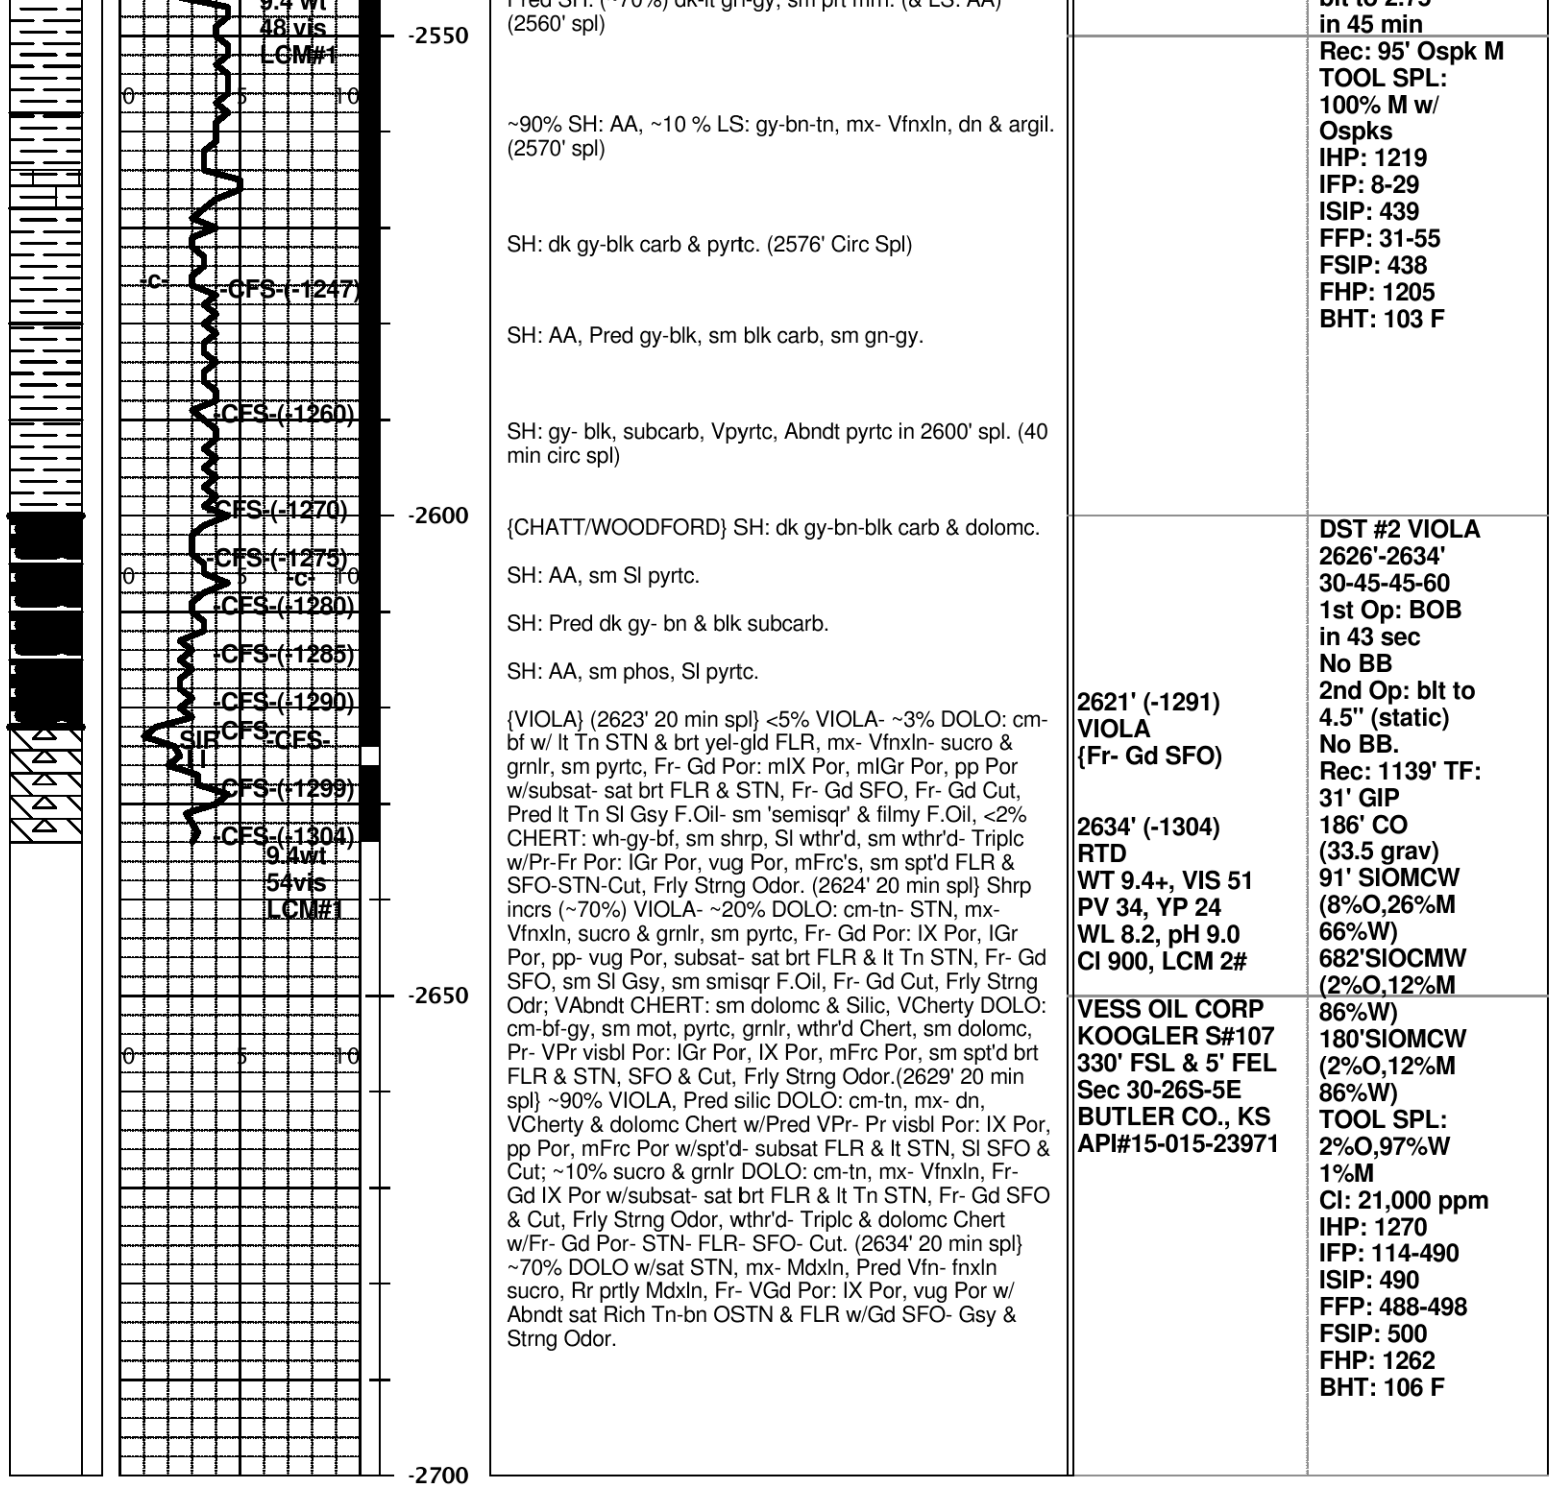 9.4 wt
48 vis
LCM#1
0 5 10
-c-
-CFS-(-1247)
-CFS-(-1260)
-CFS-(-1270)
-CFS-(-1275)
-c-
0 5 10
-CFS-(-1280)
-CFS-(-1285)
-CFS-(-1290)
-CFS-
SIR
-CFS-
-CFS-(-1299)
-CFS-(-1304)
9.4wt
54vis
LCM#1
0 5 10
-2550
-2600
-2650
-2700
Pred SH: (~70%) dk-lt gn-gy, sm prt mm. (& LS: AA)
(2560' spl)
~90% SH: AA, ~10 % LS: gy-bn-tn, mx- Vfnxln, dn & argil.
(2570' spl)
SH: dk gy-blk carb & pyrtc. (2576' Circ Spl)
SH: AA, Pred gy-blk, sm blk carb, sm gn-gy.
SH: gy- blk, subcarb, Vpyrtc, Abndt pyrtc in 2600' spl. (40
min circ spl)
{CHATT/WOODFORD} SH: dk gy-bn-blk carb & dolomc.
SH: AA, sm Sl pyrtc.
SH: Pred dk gy- bn & blk subcarb.
SH: AA, sm phos, Sl pyrtc.
{VIOLA} (2623' 20 min spl} <5% VIOLA- ~3% DOLO: cm-
bf w/ lt Tn STN & brt yel-gld FLR, mx- Vfnxln- sucro &
grnlr, sm pyrtc, Fr- Gd Por: mIX Por, mIGr Por, pp Por
w/subsat- sat brt FLR & STN, Fr- Gd SFO, Fr- Gd Cut,
Pred lt Tn Sl Gsy F.Oil- sm 'semisqr' & filmy F.Oil, <2%
CHERT: wh-gy-bf, sm shrp, Sl wthr'd, sm wthr'd- Triplc
w/Pr-Fr Por: IGr Por, vug Por, mFrc's, sm spt'd FLR &
SFO-STN-Cut, Frly Strng Odor. (2624' 20 min spl} Shrp
incrs (~70%) VIOLA- ~20% DOLO: cm-tn- STN, mx-
Vfnxln, sucro & grnlr, sm pyrtc, Fr- Gd Por: IX Por, IGr
Por, pp- vug Por, subsat- sat brt FLR & lt Tn STN, Fr- Gd
SFO, sm Sl Gsy, sm smisqr F.Oil, Fr- Gd Cut, Frly Strng
Odr; VAbndt CHERT: sm dolomc & Silic, VCherty DOLO:
cm-bf-gy, sm mot, pyrtc, grnlr, wthr'd Chert, sm dolomc,
Pr- VPr visbl Por: IGr Por, IX Por, mFrc Por, sm spt'd brt
FLR & STN, SFO & Cut, Frly Strng Odor.(2629' 20 min
spl} ~90% VIOLA, Pred silic DOLO: cm-tn, mx- dn,
VCherty & dolomc Chert w/Pred VPr- Pr visbl Por: IX Por,
pp Por, mFrc Por w/spt'd- subsat FLR & lt STN, Sl SFO &
Cut; ~10% sucro & grnlr DOLO: cm-tn, mx- Vfnxln, Fr-
Gd IX Por w/subsat- sat brt FLR & lt Tn STN, Fr- Gd SFO
& Cut, Frly Strng Odor, wthr'd- Triplc & dolomc Chert
w/Fr- Gd Por- STN- FLR- SFO- Cut. (2634' 20 min spl}
~70% DOLO w/sat STN, mx- Mdxln, Pred Vfn- fnxln
sucro, Rr prtly Mdxln, Fr- VGd Por: IX Por, vug Por w/
Abndt sat Rich Tn-bn OSTN & FLR w/Gd SFO- Gsy &
Strng Odor.
2621' (-1291)
VIOLA
{Fr- Gd SFO)
2634' (-1304)
RTD
WT 9.4+, VIS 51
PV 34, YP 24
WL 8.2, pH 9.0
Cl 900, LCM 2#
VESS OIL CORP
KOOGLER S#107
330' FSL & 5' FEL
Sec 30-26S-5E
BUTLER CO., KS
API#15-015-23971
blt to 2.75"
in 45 min
Rec: 95' Ospk M
TOOL SPL:
100% M w/
Ospks
IHP: 1219
IFP: 8-29
ISIP: 439
FFP: 31-55
FSIP: 438
FHP: 1205
BHT: 103 F
DST #2 VIOLA
2626'-2634'
30-45-45-60
1st Op: BOB
in 43 sec
No BB
2nd Op: blt to
4.5" (static)
No BB.
Rec: 1139' TF:
31' GIP
186' CO
(33.5 grav)
91' SlOMCW
(8%O,26%M
66%W)
682'SlOCMW
(2%O,12%M
86%W)
180'SlOMCW
(2%O,12%M
86%W)
TOOL SPL:
2%O,97%W
1%M
Cl: 21,000 ppm
IHP: 1270
IFP: 114-490
ISIP: 490
FFP: 488-498
FSIP: 500
FHP: 1262
BHT: 106 F